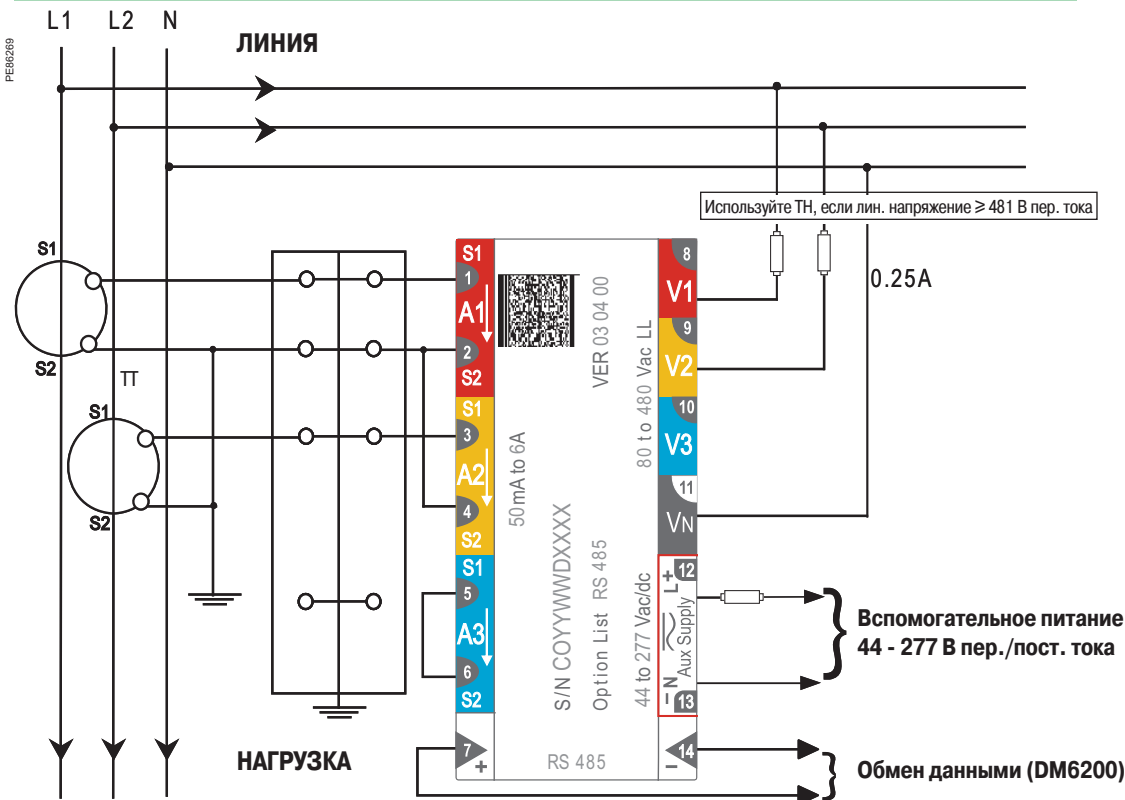 L1 L2 N
PE86269
ЛИНИЯ
Используйте ТН, если лин. напряжение ≥ 481 В пер. тока
0.25A
S1
S2
ТТ
S1
S2
S1
1
A1
2
S2
S1
3
A2
4
S2
S1
5
A3
6
S2
7
+
50mA to 6A
VER 03 04 00
S/N COYYWWDXXXX
Option List RS 485
80 to 480 Vac LL
44 to 277 Vac/dc
RS 485
8
V1
9
V2
10
V3
11
VN
12
L+
Aux Supply
– N
13
14
–
Вспомогательное питание
44 - 277 В пер./пост. тока
НАГРУЗКА
Обмен данными (DM6200)